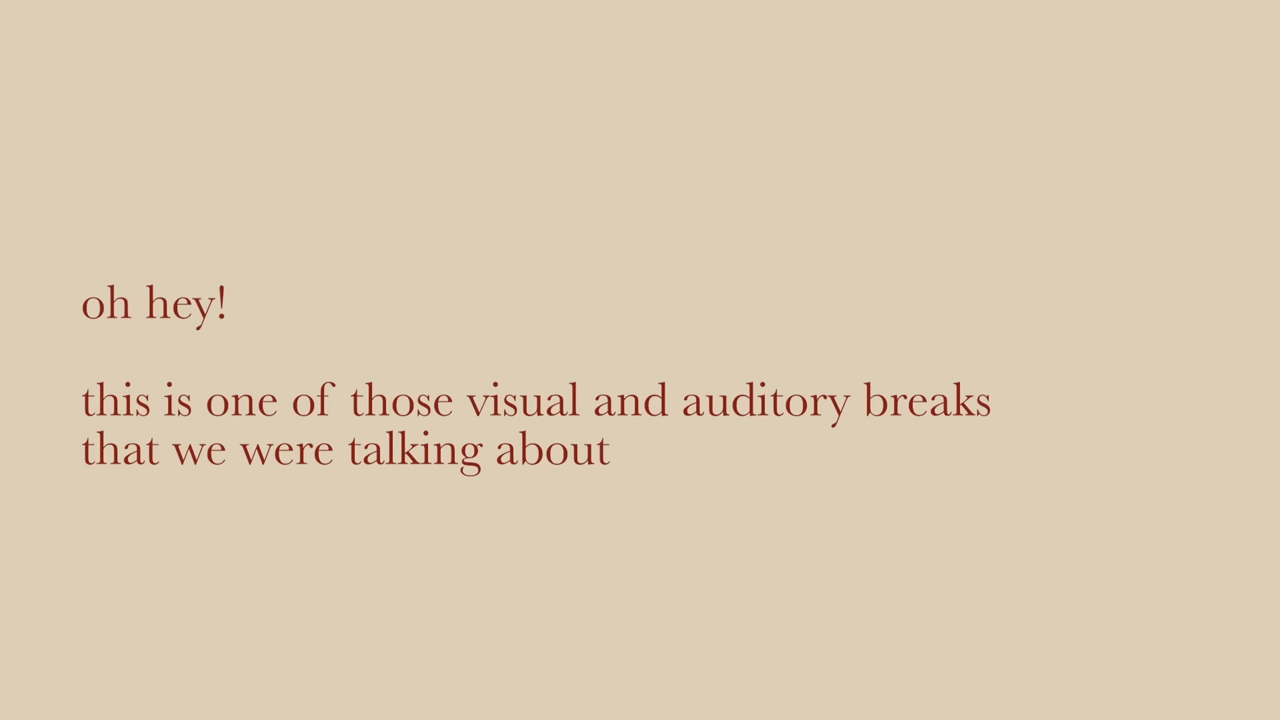 oh hey!
this is one of those visual and auditory breaks
that we were talking about